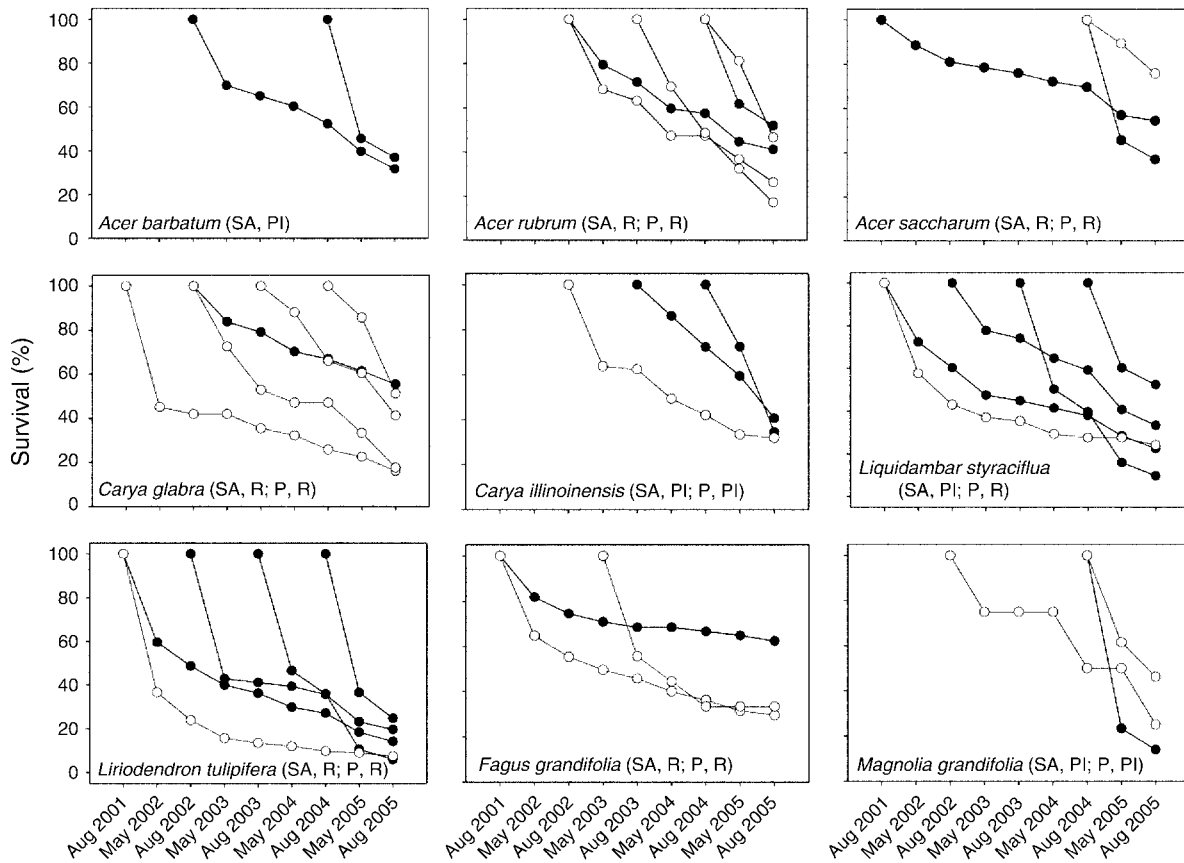 100
80
60
40
20
0
Acer barbatum (SA, PI)
Acer rubrum (SA, R; P, R)
Acer saccharum (SA, R; P, R)
Survival (%)
100
80
60
40
20
0
Carya glabra (SA, R; P, R)
Carya illinoinensis (SA, PI; P, PI)
Liquidambar styraciflua
(SA, PI; P, R)
100
80
60
40
20
0
Liriodendron tulipifera (SA, R; P, R)
Fagus grandifolia (SA, R; P, R)
Magnolia grandifolia (SA, PI; P, PI)
Aug 2001
May 2002
Aug 2002
May 2003
Aug 2003
May 2004
Aug 2004
May 2005
Aug 2005
Aug 2001
May 2002
Aug 2002
May 2003
Aug 2003
May 2004
Aug 2004
May 2005
Aug 2005
Aug 2001
May 2002
Aug 2002
May 2003
Aug 2003
May 2004
Aug 2004
May 2005
Aug 2005